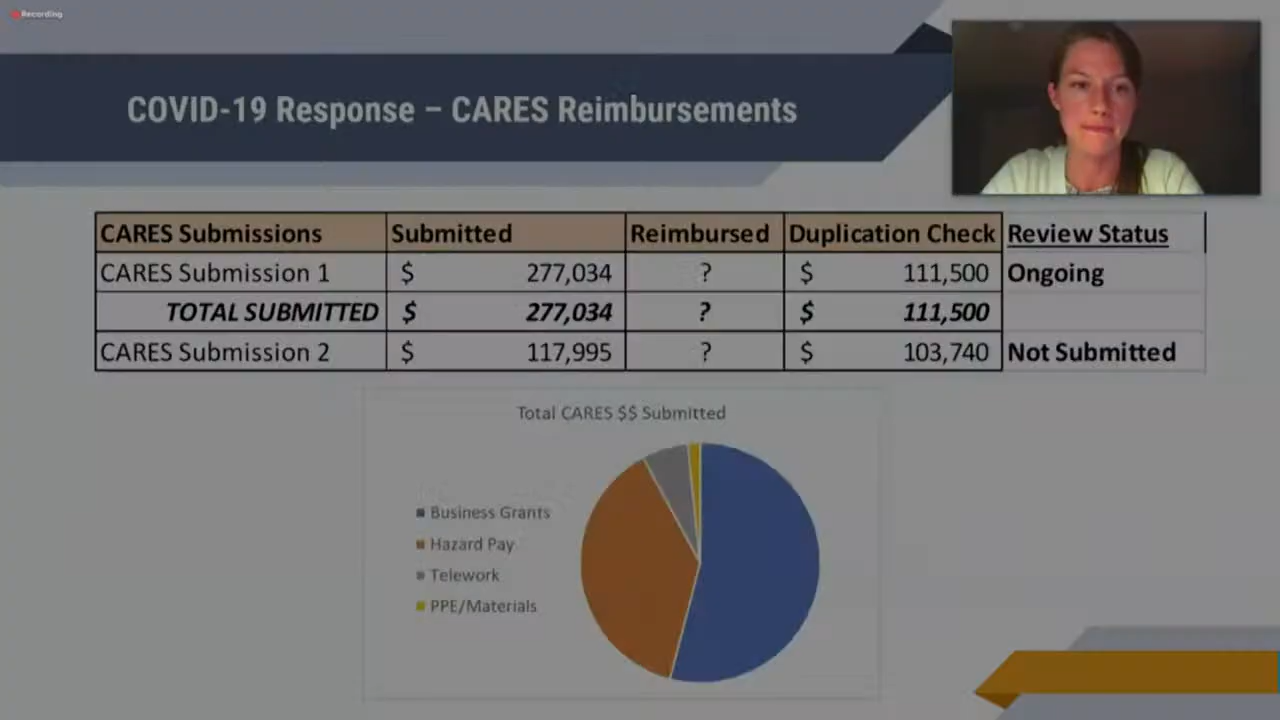 Recording
COVID-19 Response – CARES Reimbursements
CARES Submissions Submitted Reimbursed Duplication Check Review Status
CARES Submission 1 $ 277,034 ? $ 111,500 Ongoing
TOTAL SUBMITTED $ 277,034 ? $ 111,500
CARES Submission 2 $ 117,995 ? $ 103,740 Not Submitted
Total CARES $$ Submitted
Business Grants
Hazard Pay
Telework
PPE/Materials